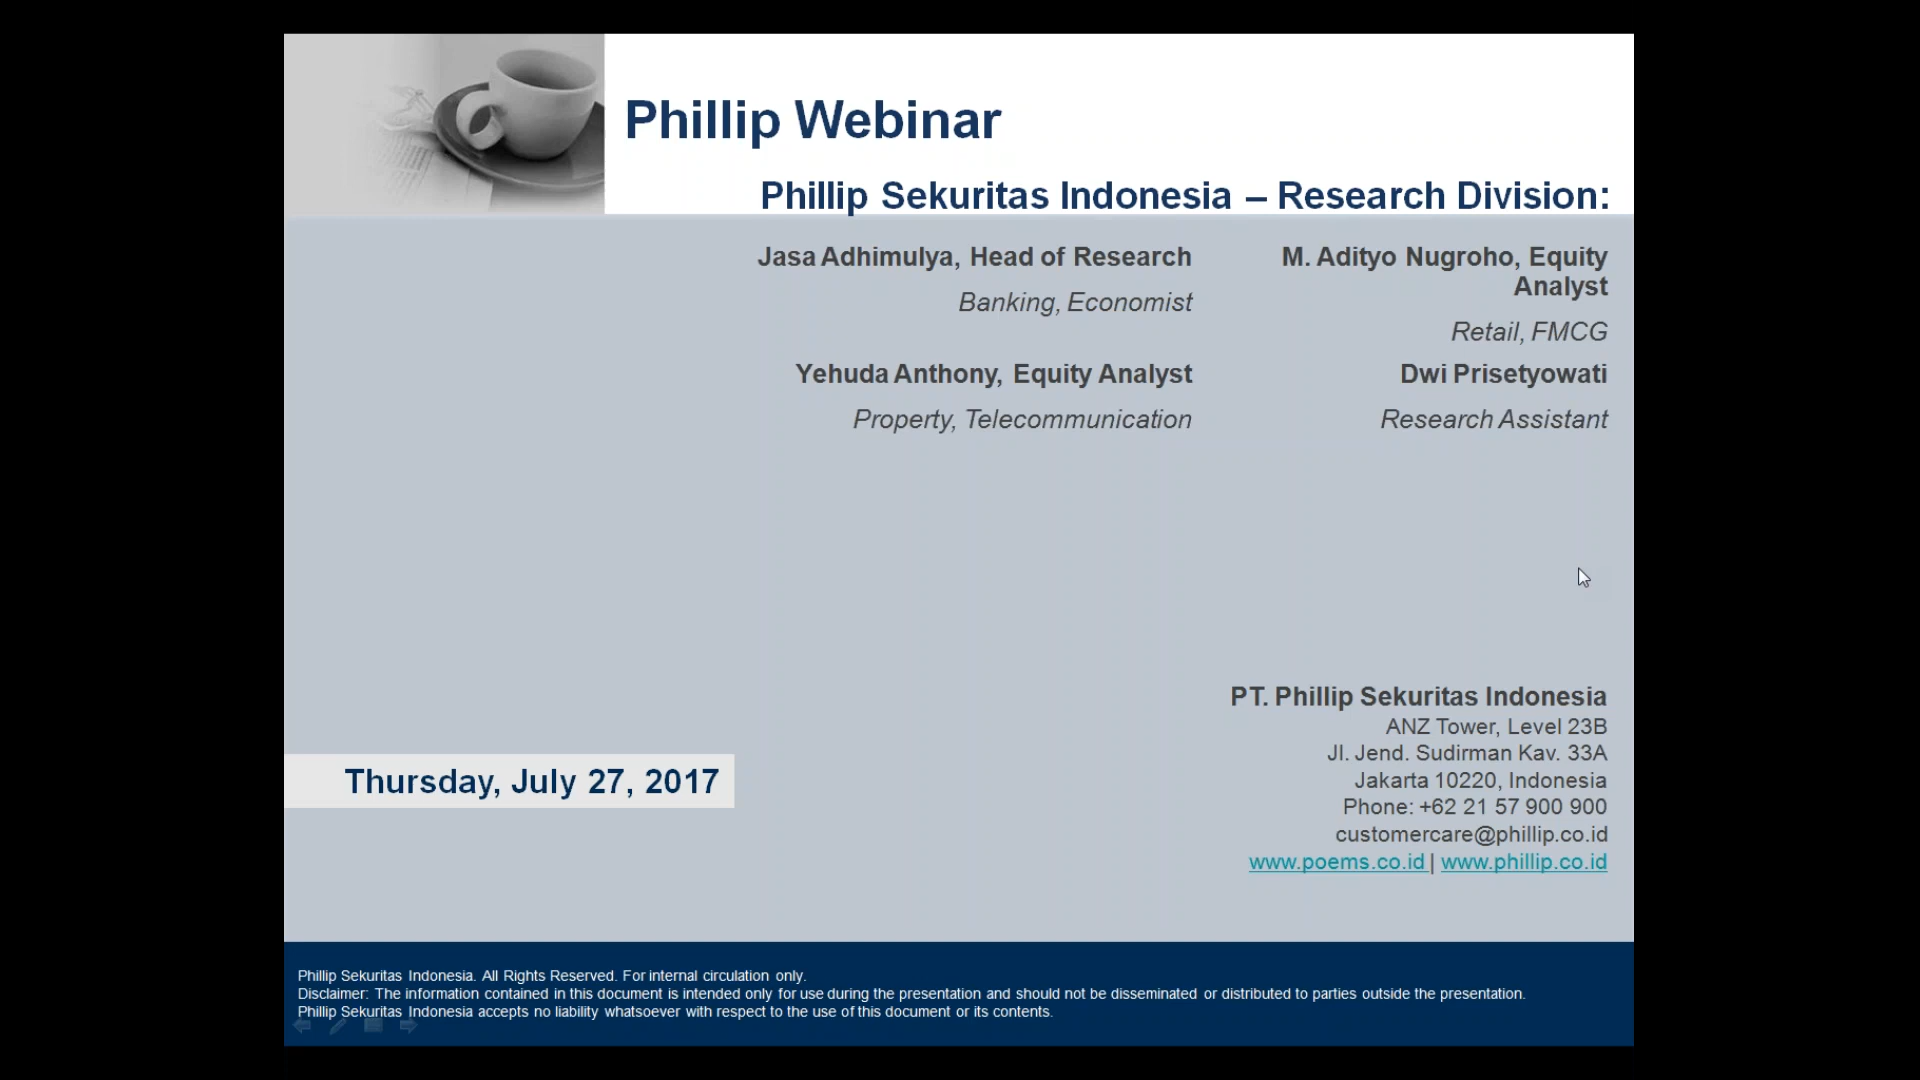 Phillip Webinar
Phillip Sekuritas Indonesia – Research Division:
Jasa Adhimulya, Head of Research
Banking, Economist
M. Adityo Nugroho, Equity
Analyst
Retail, FMCG
Yehuda Anthony, Equity Analyst
Property, Telecommunication
Dwi Prisetyowati
Research Assistant
Thursday, July 27, 2017
PT. Phillip Sekuritas Indonesia
ANZ Tower, Level 23B
Jl. Jend. Sudirman Kav. 33A
Jakarta 10220, Indonesia
Phone: +62 21 57 900 900
customercare@phillip.co.id
www.poems.co.id | www.phillip.co.id
Phillip Sekuritas Indonesia. All Rights Reserved. For internal circulation only.
Disclaimer: The information contained in this document is intended only for use during the presentation and should not be disseminated or distributed to parties outside the presentation.
Phillip Sekuritas Indonesia accepts no liability whatsoever with respect to the use of this document or its contents.